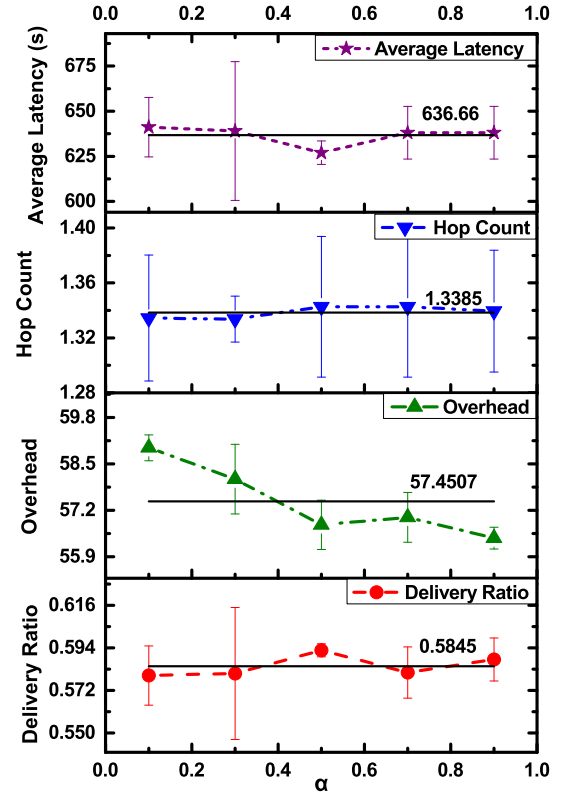 0.0 0.2 0.4 0.6 0.8 1.0
Average Latency (s)
675
650
625
600
Average Latency
636.66
Hop Count
1.40
1.36
1.32
1.28
Hop Count
1.3385
Overhead
59.8
58.5
57.2
55.9
Overhead
57.4507
Delivery Ratio
0.616
0.594
0.572
0.550
Delivery Ratio
0.5845
0.0 0.2 0.4 0.6 0.8 1.0
α